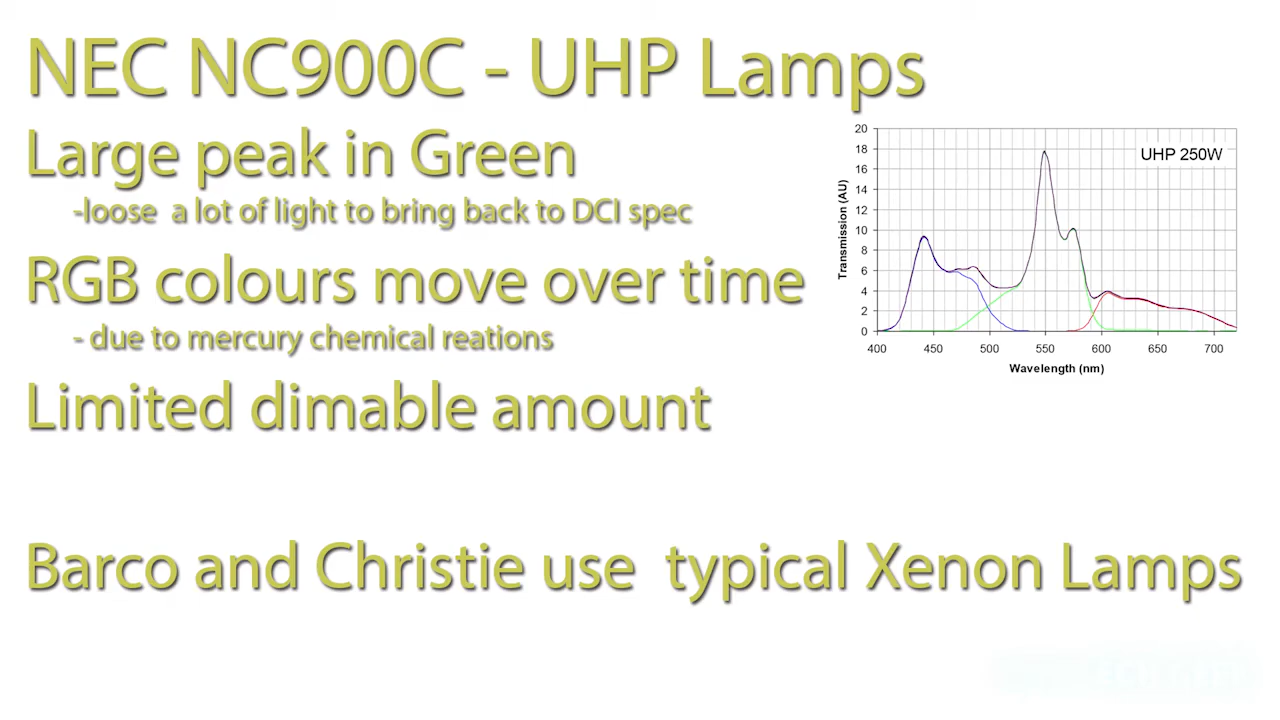 NEC NC900C - UHP Lamps
Large peak in Green
-loose a lot of light to bring back to DCI spec
RGB colours move over time
- due to mercury chemical reations
Limited dimable amount
Barco and Christie use typical Xenon Lamps
UHP 250W
Transmission (AU)
20
18
16
14
12
10
8
6
4
2
0
400 450 500 550 600 650 700
Wavelength (nm)